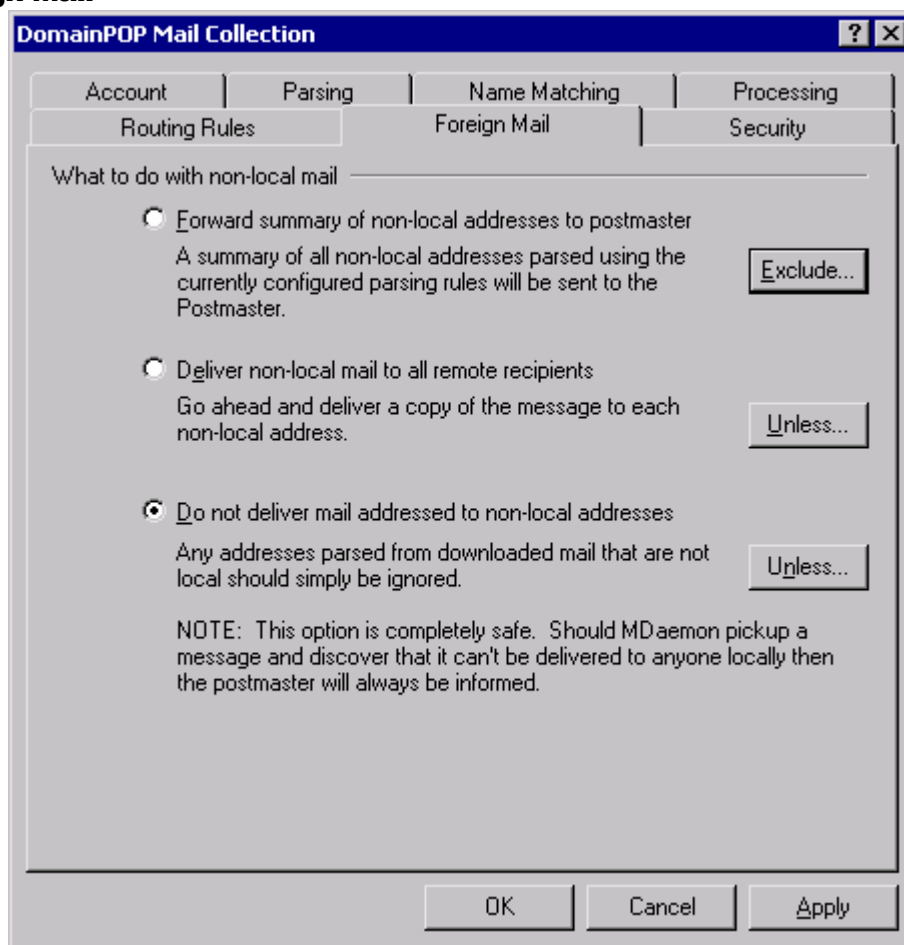 DomainPOP Mail Collection
Account Parsing Name Matching Processing
Routing Rules Foreign Mail Security
What to do with non-local mail
Forward summary of non-local addresses to postmaster
A summary of all non-local addresses parsed using the
currently configured parsing rules will be sent to the
Postmaster.
Exclude...
Deliver non-local mail to all remote recipients
Go ahead and deliver a copy of the message to each
non-local address.
Unless...
Do not deliver mail addressed to non-local addresses
Any addresses parsed from downloaded mail that are not
local should simply be ignored.
Unless...
NOTE: This option is completely safe. Should MDaemon pickup a
message and discover that it can't be delivered to anyone locally then
the postmaster will always be informed.
OK Cancel Apply